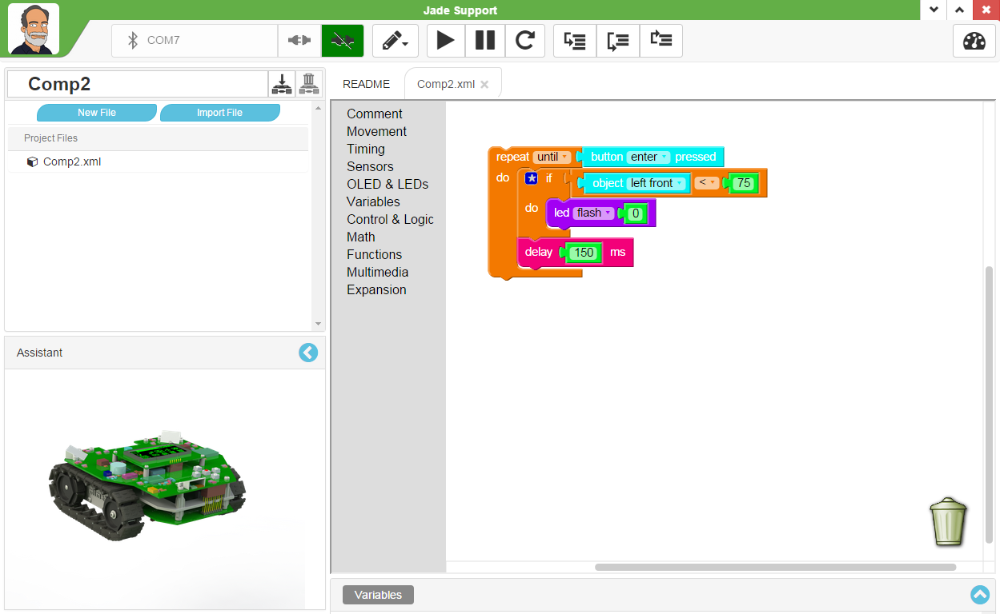 Jade Support
COM7
Comp2
New File
Import File
Project Files
Comp2.xml
Assistant
README
Comp2.xml
Comment
Movement
Timing
Sensors
OLED & LEDs
Variables
Control & Logic
Math
Functions
Multimedia
Expansion
repeat until button enter pressed
do if object left front < 75
do led flash 0
delay 150 ms
Variables